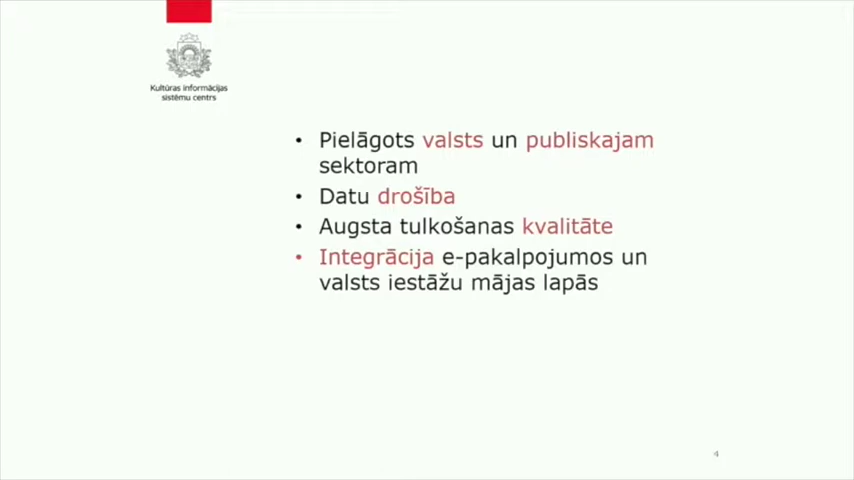 Kultūras informācijas
sistēmu centrs
• Pielāgots valsts un publiskajam
sektoram
• Datu drošība
• Augsta tulkošanas kvalitāte
• Integrācija e-pakalpojumos un
valsts iestāžu mājas lapās
4